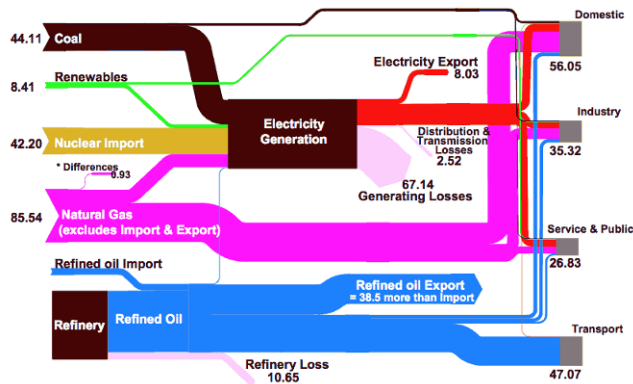 Domestic
44.11
Coal
Electricity Export
8.03
56.05
Renewables
8.41
Electricity
Generation
Industry
42.20
Nuclear Import
Distribution &
Transmission
Losses
2.52
35.32
* Differences
0.93
67.14
Generating Losses
85.54
Natural Gas
(excludes Import & Export)
Service & Public
26.83
Refined oil Import
Refined oil Export
= 38.5 more than Import
Refinery
Refined Oil
Transport
Refinery Loss
10.65
47.07